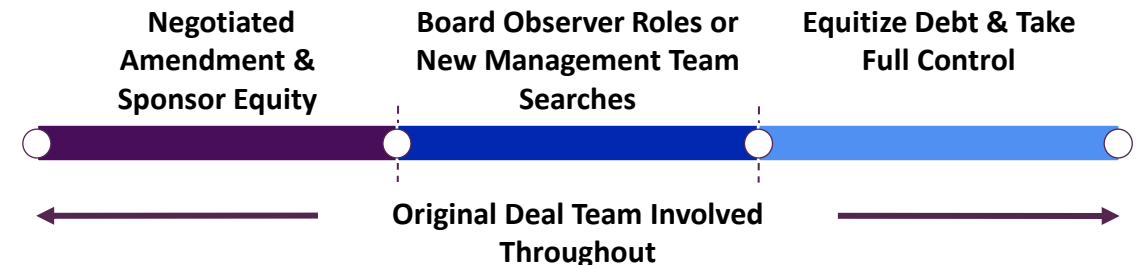 Negotiated
Amendment &
Sponsor Equity
Board Observer Roles or
New Management Team
Searches
Equitize Debt & Take
Full Control
Original Deal Team Involved
Throughout